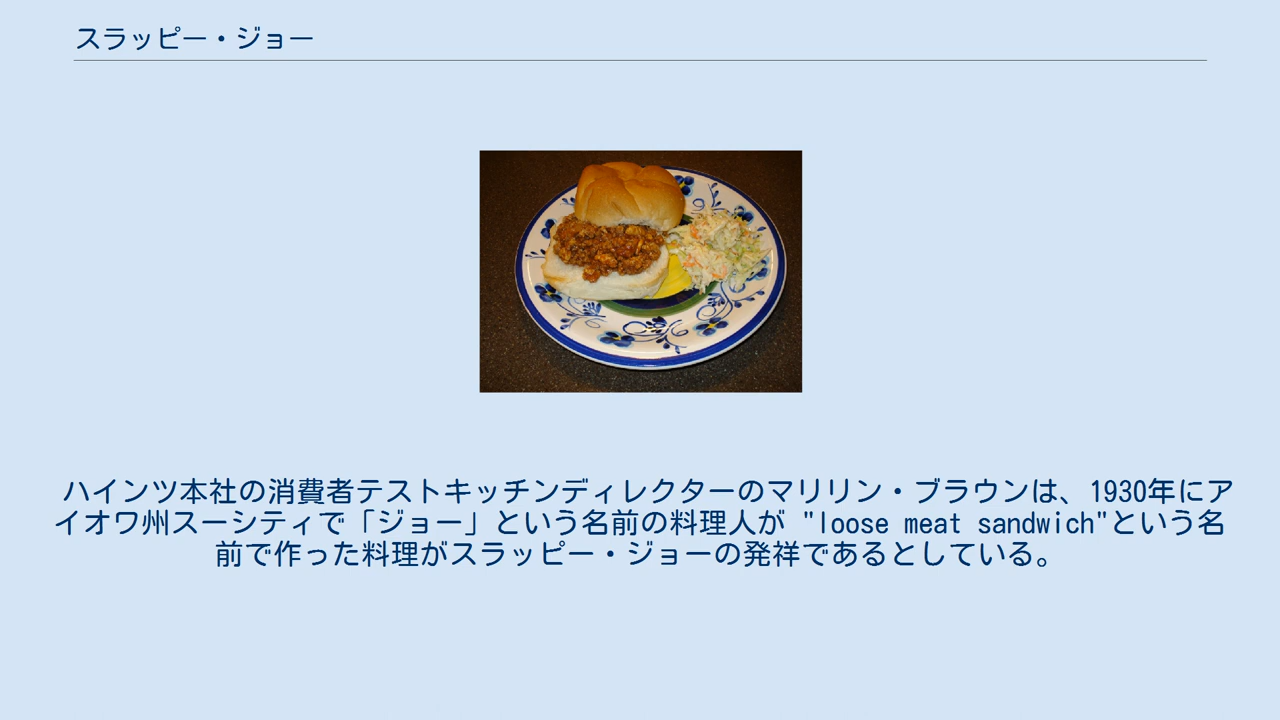 スラッピー・ジョー
ハインツ本社の消費者テストキッチンディレクターのマリリン・ブラウンは、1930年にア
イオワ州スーシティで「ジョー」という名前の料理人が "loose meat sandwich"という名
前で作った料理がスラッピー・ジョーの発祥であるとしている。